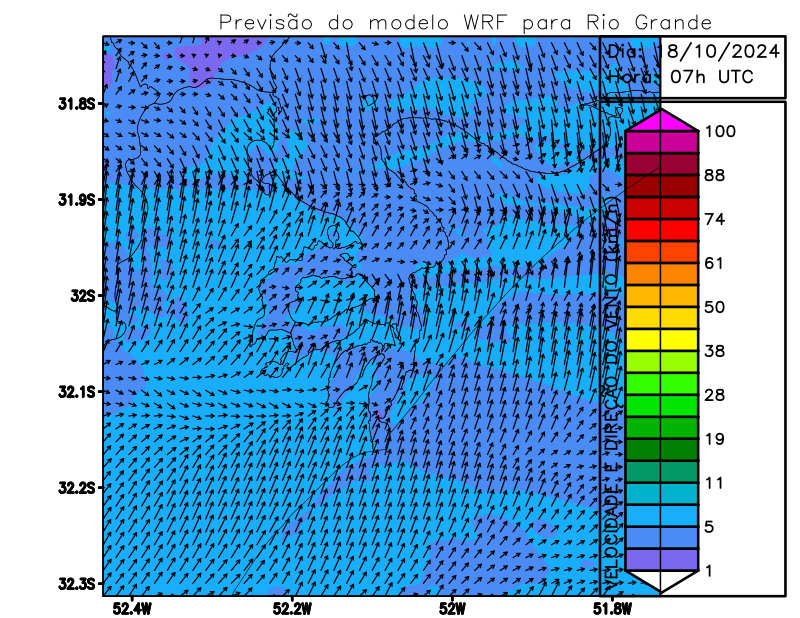 Previsão do modelo WRF para Rio Grande
Dia: 18/10/2024
Hora: 07h UTC
31.8S
31.9S
32S
32.1S
32.2S
32.3S
52.4W
52.2W
52W
51.8W
VELOCIDADE E DIREÇÃO DO VENTO (km/h)
100
88
74
61
50
38
28
19
11
5
1